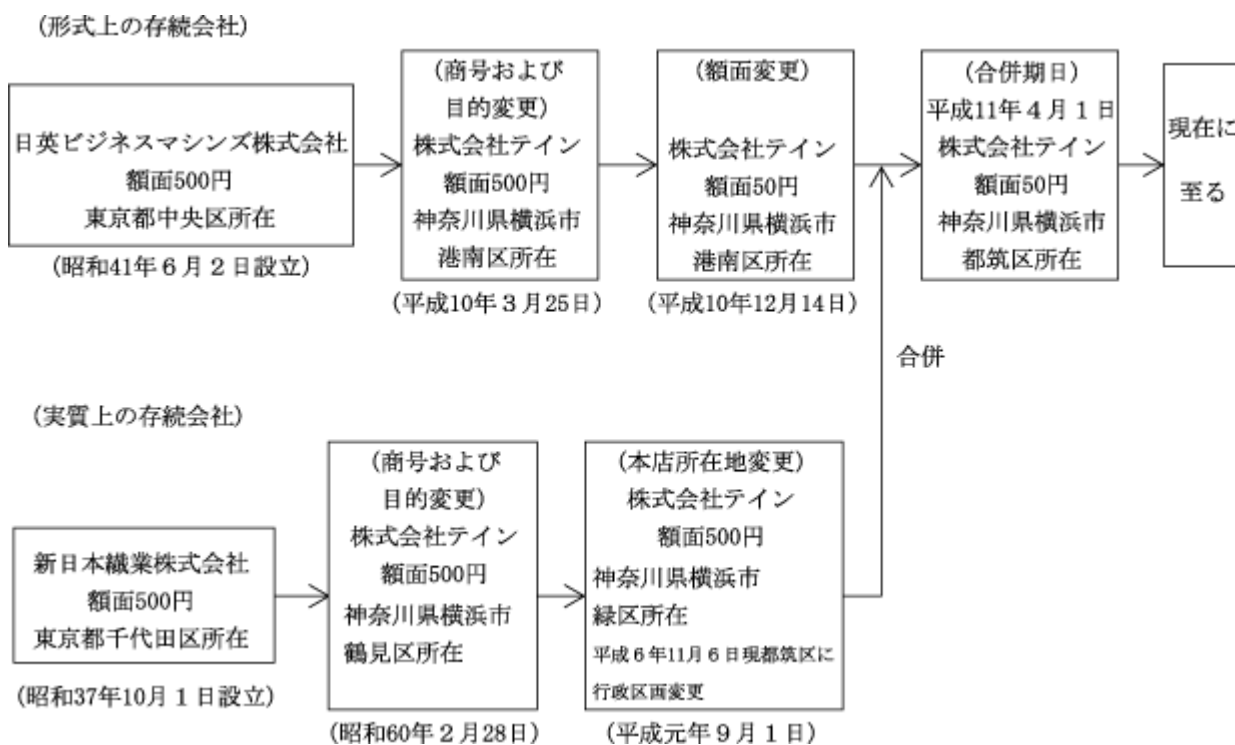 (形式上の存続会社)
日英ビジネスマシンズ株式会社
額面500円
東京都中央区所在
(昭和41年6月2日設立)
(商号および
目的変更)
株式会社テイン
額面500円
神奈川県横浜市
港南区所在
(平成10年3月25日)
(額面変更)
株式会社テイン
額面50円
神奈川県横浜市
港南区所在
(平成10年12月14日)
(合併期日)
平成11年4月1日
株式会社テイン
額面50円
神奈川県横浜市
都筑区所在
現在に
至る
合併
(実質上の存続会社)
新日本繊業株式会社
額面500円
東京都千代田区所在
(昭和37年10月1日設立)
(商号および
目的変更)
株式会社テイン
額面500円
神奈川県横浜市
鶴見区所在
(昭和60年2月28日)
(本店所在地変更)
株式会社テイン
額面500円
神奈川県横浜市
緑区所在
平成6年11月6日現都筑区に
行政区画変更
(平成元年9月1日)